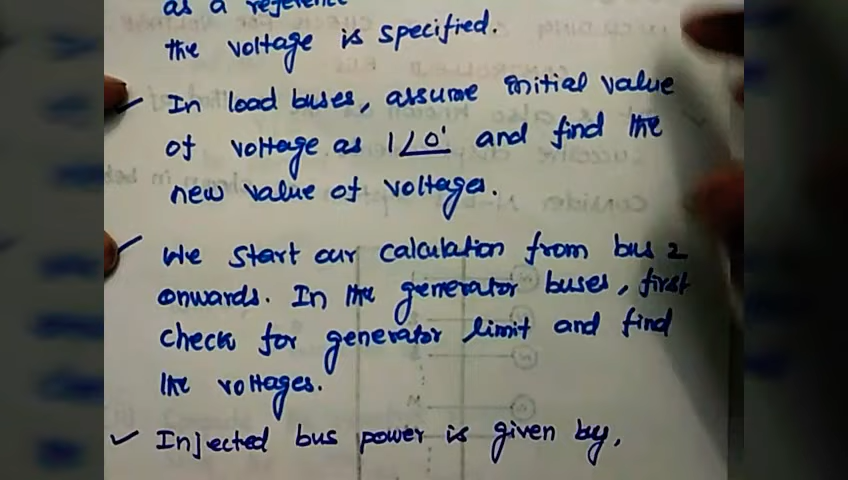 as a reference
the voltage is specified.
In load buses, assume initial value
of voltage as 1∠0° and find the
new value of voltages.
We start our calculation from bus 2
onwards. In the generator buses, first
check for generator limit and find
the voltages.
Injected bus power is given by,